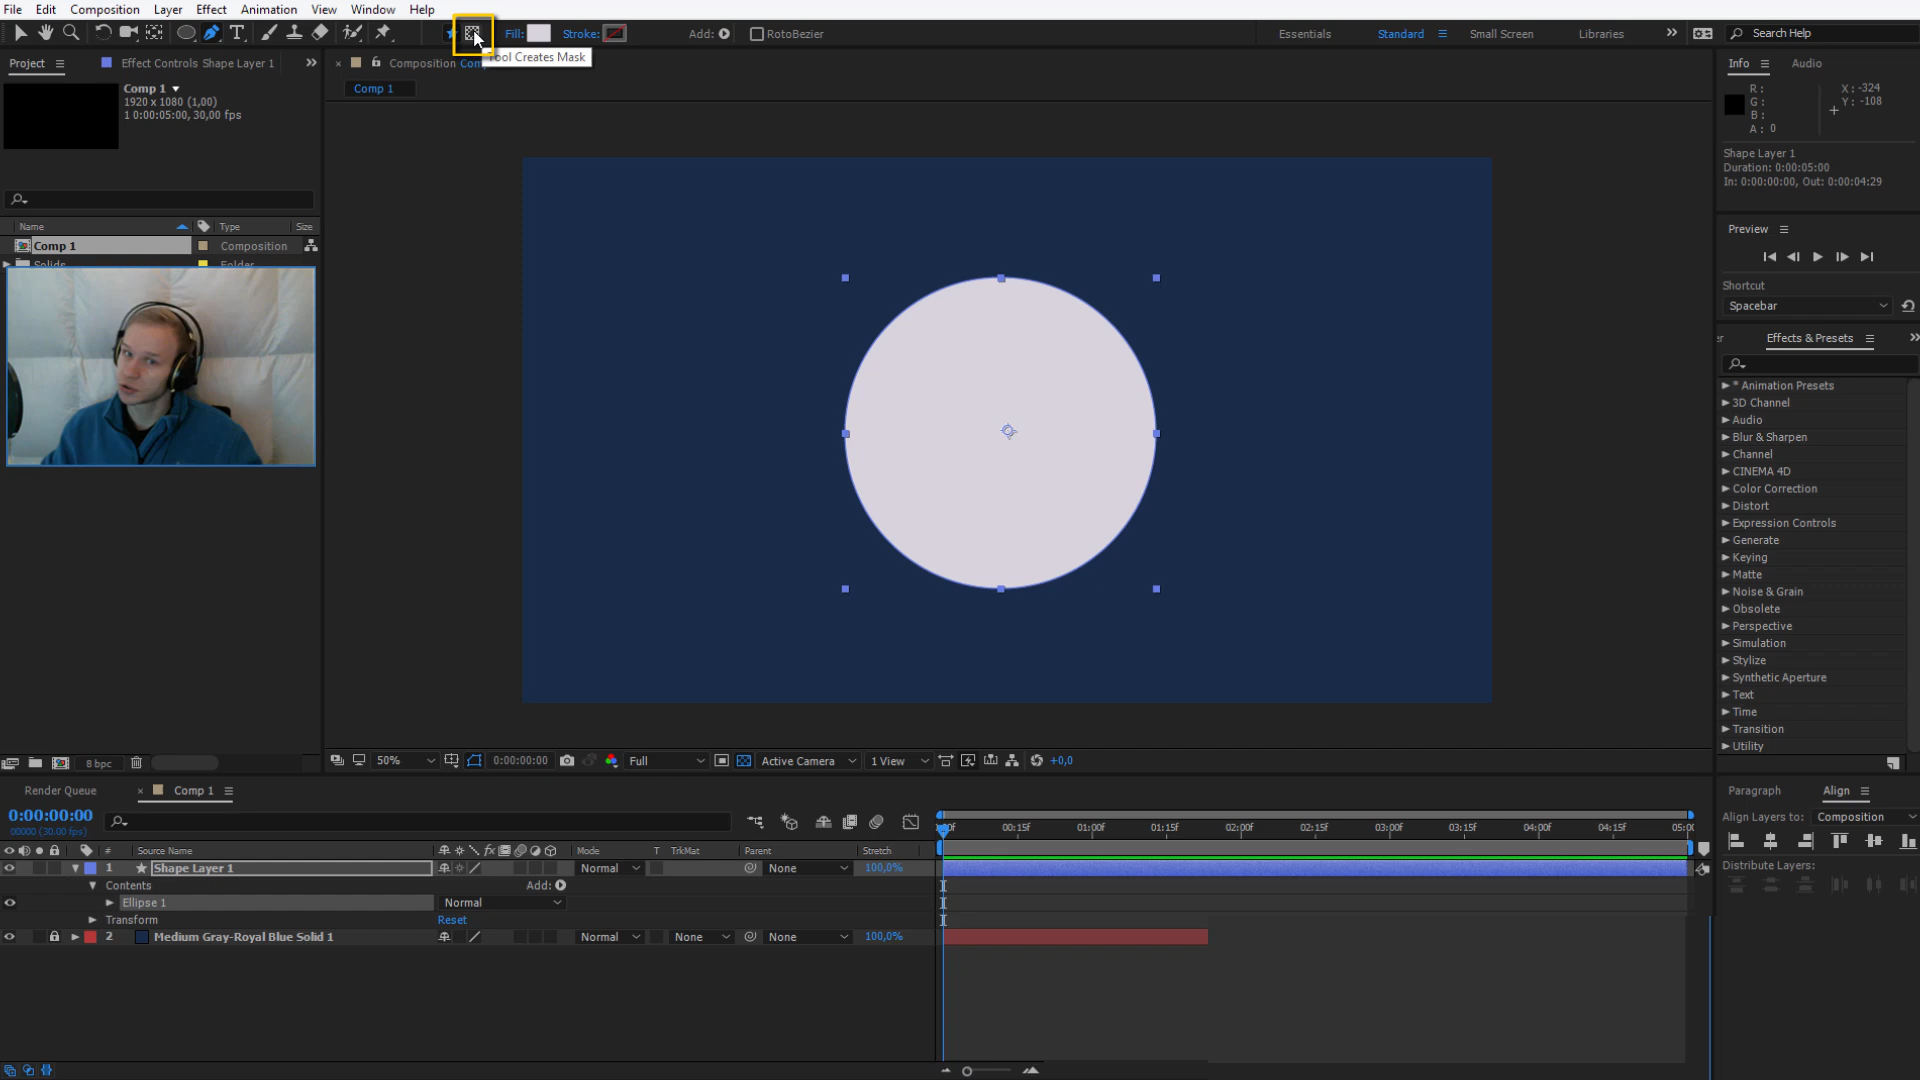 File Edit Composition Layer Effect Animation View Window Help
Fill: Stroke: Add: RotoBezier Essentials Standard Small Screen Libraries Search Help
Tool Creates Mask
Project Effect Controls Shape Layer 1
Composition
Info Audio
Comp 1
1920 x 1080 (1,00)
1 0:00:05:00, 30,00 fps
Comp 1
R :
G :
B :
A : 0
X : -324
Y : -108
Shape Layer 1
Duration: 0:00:05:00
In: 0:00:00:00, Out: 0:00:04:29
Name Type Size
Comp 1 Composition
Solids Folder
Preview
Shortcut
Spacebar
Effects & Presets
* Animation Presets
3D Channel
Audio
Blur & Sharpen
Channel
CINEMA 4D
Color Correction
Distort
Expression Controls
Generate
Keying
Matte
Noise & Grain
Obsolete
Perspective
Simulation
Stylize
Synthetic Aperture
Text
Time
Transition
Utility
8 bpc
50% 0:00:00:00 Full Active Camera 1 View +0,0
Render Queue Comp 1
Paragraph Align
0:00:00:00
00000 (30.00 fps)
00:15f 01:00f 01:15f 02:00f 02:15f 03:00f 03:15f 04:00f 04:15f
Align Layers to: Composition
# Source Name fx Mode T TrkMat Parent Stretch
1 Shape Layer 1 Normal None 100,0%
Contents Add:
Ellipse 1 Normal
Transform Reset
2 Medium Gray-Royal Blue Solid 1 Normal None None 100,0%
Distribute Layers: